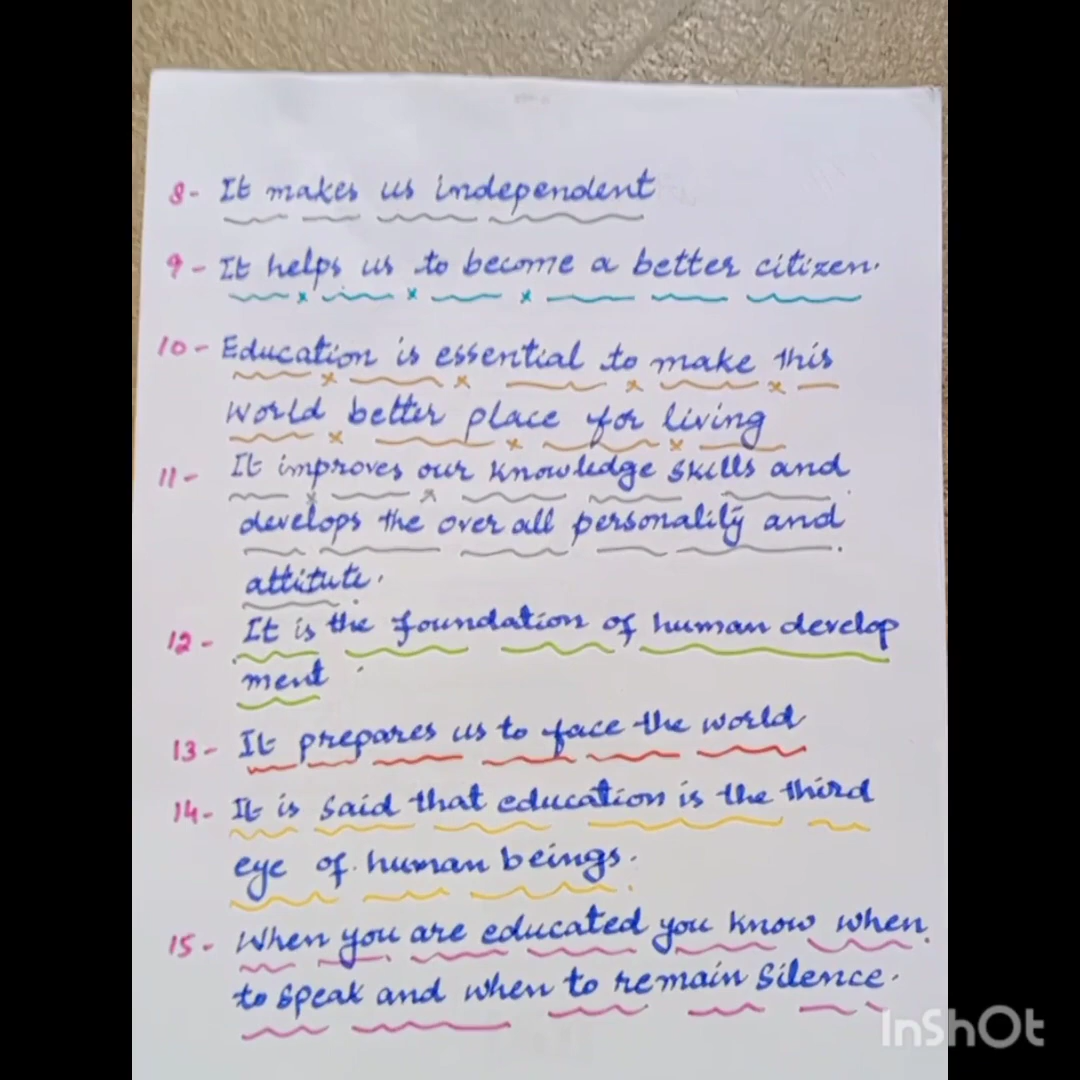 8- It makes us independent
9- It helps us to become a better citizen.
10- Education is essential to make this
world better place for living
11- It improves our knowledge skills and
develops the over all personality and
attitute.
12- It is the foundation of human develop
ment
13- It prepares us to face the world
14- It is said that education is the third
eye of human beings.
15- When you are educated you know when
to speak and when to remain silence.
InShOt